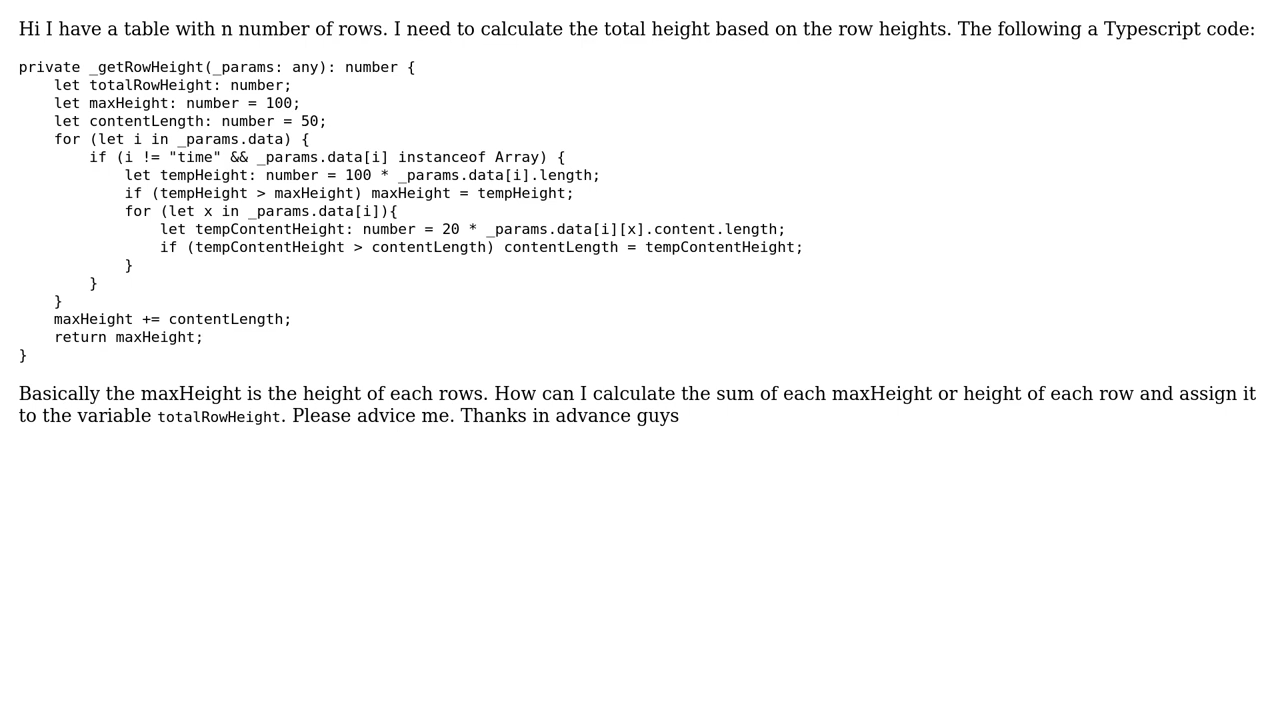 Hi I have a table with n number of rows. I need to calculate the total height based on the row heights. The following a Typescript code:
private _getRowHeight(_params: any): number {
    let totalRowHeight: number;
    let maxHeight: number = 100;
    let contentLength: number = 50;
    for (let i in _params.data) {
        if (i != "time" && _params.data[i] instanceof Array) {
            let tempHeight: number = 100 * _params.data[i].length;
            if (tempHeight > maxHeight) maxHeight = tempHeight;
            for (let x in _params.data[i]){
                let tempContentHeight: number = 20 * _params.data[i][x].content.length;
                if (tempContentHeight > contentLength) contentLength = tempContentHeight;
            }
        }
    }
    maxHeight += contentLength;
    return maxHeight;
}
Basically the maxHeight is the height of each rows. How can I calculate the sum of each maxHeight or height of each row and assign it
to the variable totalRowHeight. Please advice me. Thanks in advance guys